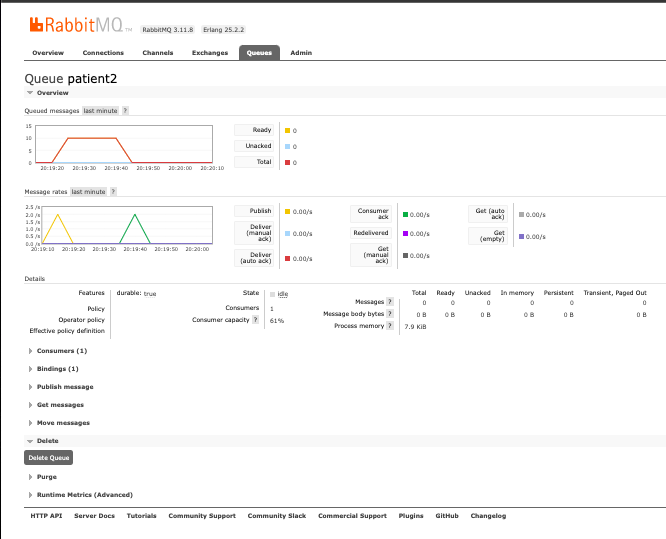 RabbitMQ TM RabbitMQ 3.11.8 Erlang 25.2.2
Overview Connections Channels Exchanges Queues Admin
Queue patient2
Overview
Queued messages last minute ?
15
10
5
0
20:19:20 20:19:30 20:19:40 20:19:50 20:20:00 20:20:10
Ready 0
Unacked 0
Total 0
Message rates last minute ?
2.5 /s
2.0 /s
1.5 /s
1.0 /s
0.5 /s
0.0 /s
20:19:10 20:19:20 20:19:30 20:19:40 20:19:50 20:20:00
Publish 0.00/s
Deliver (manual ack) 0.00/s
Deliver (auto ack) 0.00/s
Consumer ack 0.00/s
Redelivered 0.00/s
Get (manual ack) 0.00/s
Get (auto ack) 0.00/s
Get (empty) 0.00/s
Details
Features durable: true
Policy
Operator policy
Effective policy definition
State idle
Consumers 1
Consumer capacity ? 61%
Total Ready Unacked In memory Persistent Transient, Paged Out
Messages ? 0 0 0 0 0 0
Message body bytes ? 0 B 0 B 0 B 0 B 0 B 0 B
Process memory ? 7.9 KiB
Consumers (1)
Bindings (1)
Publish message
Get messages
Move messages
Delete
Delete Queue
Purge
Runtime Metrics (Advanced)
HTTP API Server Docs Tutorials Community Support Community Slack Commercial Support Plugins GitHub Changelog